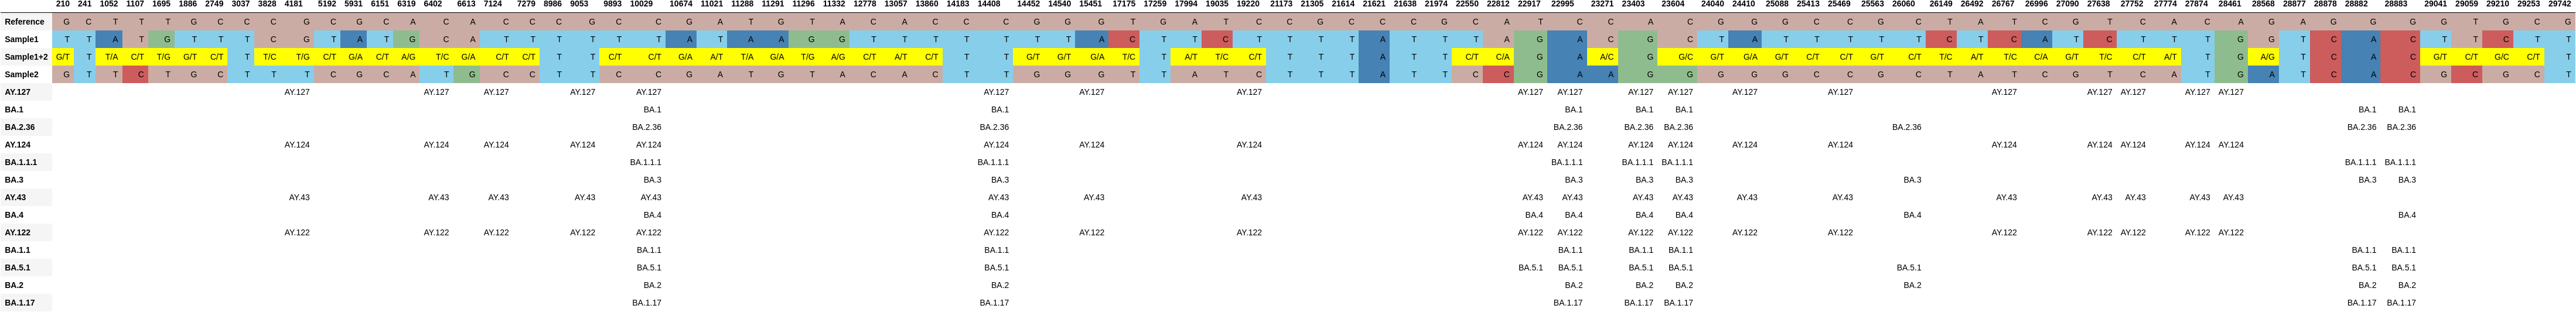 210 241 1052 1107 1695 1886 2749 3037 3828 4181 5192 5931 6151 6319 6402 6613 7124 7279 8986 9053 9893 10029 10674 11021 11288 11291 11296 11332 12778 13057 13860 14183 14408 14452 14540 15451 17175 17259 17994 19035 19220 21173 21305 21614 21621 21638 21974 22550 22812 22917 22995 23271 23403 23604 24040 24410 25088 25413 25469 25563 26060 26149 26492 26767 26996 27090 27638 27752 27774 27874 28461 28568 28877 28878 28882 28883 29041 29059 29210 29253 29742
Reference G C T T T G C C C G C G C A C A C C C G C C G A T G T A C A C C C G G G T G A T C C G C C C G C A T C C A C G G G C C G C T A T C G T C A C A G A G G G G T G C G
Sample1 T T A T G T T T C G T A T G C A T T T T T T A T A A G G T T T T T T T A C T T C T T T T A T T T A G A C G C T A T T T T T C T C A T C T T T G G T C A C T T C T T
Sample1+2 G/T T T/A C/T T/G G/T C/T T T/C T/G C/T G/A C/T A/G T/C G/A C/T C/T T T C/T C/T G/A A/T T/A G/A T/G A/G C/T A/T C/T T T G/T G/T G/A T/C T A/T T/C C/T T T T A T T C/T C/A G A A/C G G/C G/T G/A G/T C/T C/T G/T C/T T/C A/T T/C G/A G/T T/C C/T A/T T G A/G T C A C G/T C/T G/C C/T T
Sample2 G T T C T G C T T T C G C A T G C C T T C C G A T G T A C A C T T G G G T T A T C T T T A T T C C G A A G G G G G C C G C T A T C G T C A T G A T C A C G C G C T
AY.127 AY.127 AY.127 AY.127 AY.127 AY.127 AY.127 AY.127 AY.127 AY.127 AY.127 AY.127 AY.127 AY.127 AY.127 AY.127 AY.127 AY.127 AY.127 AY.127
BA.1 BA.1 BA.1 BA.1 BA.1 BA.1 BA.1 BA.1
BA.2.36 BA.2.36 BA.2.36 BA.2.36 BA.2.36 BA.2.36 BA.2.36 BA.2.36 BA.2.36
AY.124 AY.124 AY.124 AY.124 AY.124 AY.124 AY.124 AY.124 AY.124 AY.124 AY.124 AY.124 AY.124 AY.124 AY.124 AY.124 AY.124 AY.124 AY.124 AY.124
BA.1.1.1 BA.1.1.1 BA.1.1.1 BA.1.1.1 BA.1.1.1 BA.1.1.1 BA.1.1.1 BA.1.1.1
BA.3 BA.3 BA.3 BA.3 BA.3 BA.3 BA.3 BA.3 BA.3
AY.43 AY.43 AY.43 AY.43 AY.43 AY.43 AY.43 AY.43 AY.43 AY.43 AY.43 AY.43 AY.43 AY.43 AY.43 AY.43 AY.43 AY.43 AY.43 AY.43
BA.4 BA.4 BA.4 BA.4 BA.4 BA.4 BA.4 BA.4 BA.4
AY.122 AY.122 AY.122 AY.122 AY.122 AY.122 AY.122 AY.122 AY.122 AY.122 AY.122 AY.122 AY.122 AY.122 AY.122 AY.122 AY.122 AY.122 AY.122 AY.122
BA.1.1 BA.1.1 BA.1.1 BA.1.1 BA.1.1 BA.1.1 BA.1.1 BA.1.1
BA.5.1 BA.5.1 BA.5.1 BA.5.1 BA.5.1 BA.5.1 BA.5.1 BA.5.1 BA.5.1 BA.5.1
BA.2 BA.2 BA.2 BA.2 BA.2 BA.2 BA.2 BA.2 BA.2
BA.1.17 BA.1.17 BA.1.17 BA.1.17 BA.1.17 BA.1.17 BA.1.17 BA.1.17